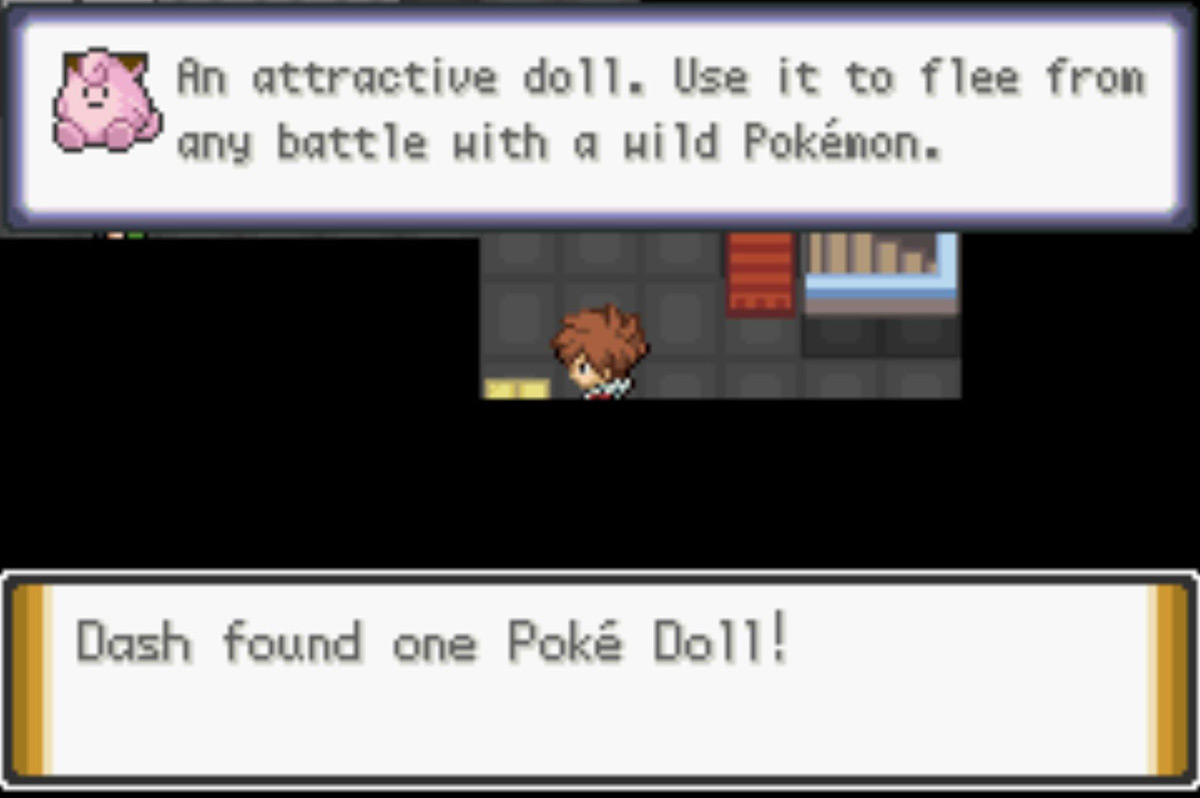 An attractive doll. Use it to flee from
any battle with a wild Pokémon.
Dash found one Poké Doll!